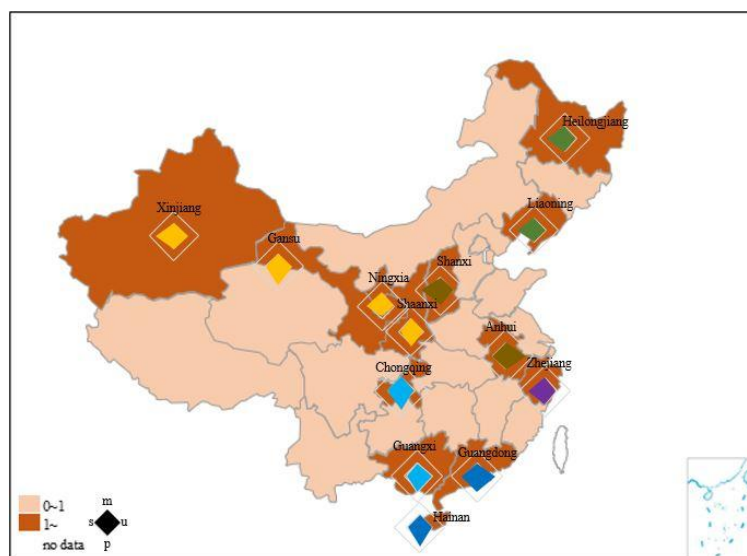 Heilongjiang
Liaoning
Xinjiang
Gansu
Shanxi
Ningxia
Shaanxi
Anhui
Zhejiang
Chongqing
Guangxi
Guangdong
Hainan
0~1
1~
no data
m
s u
p